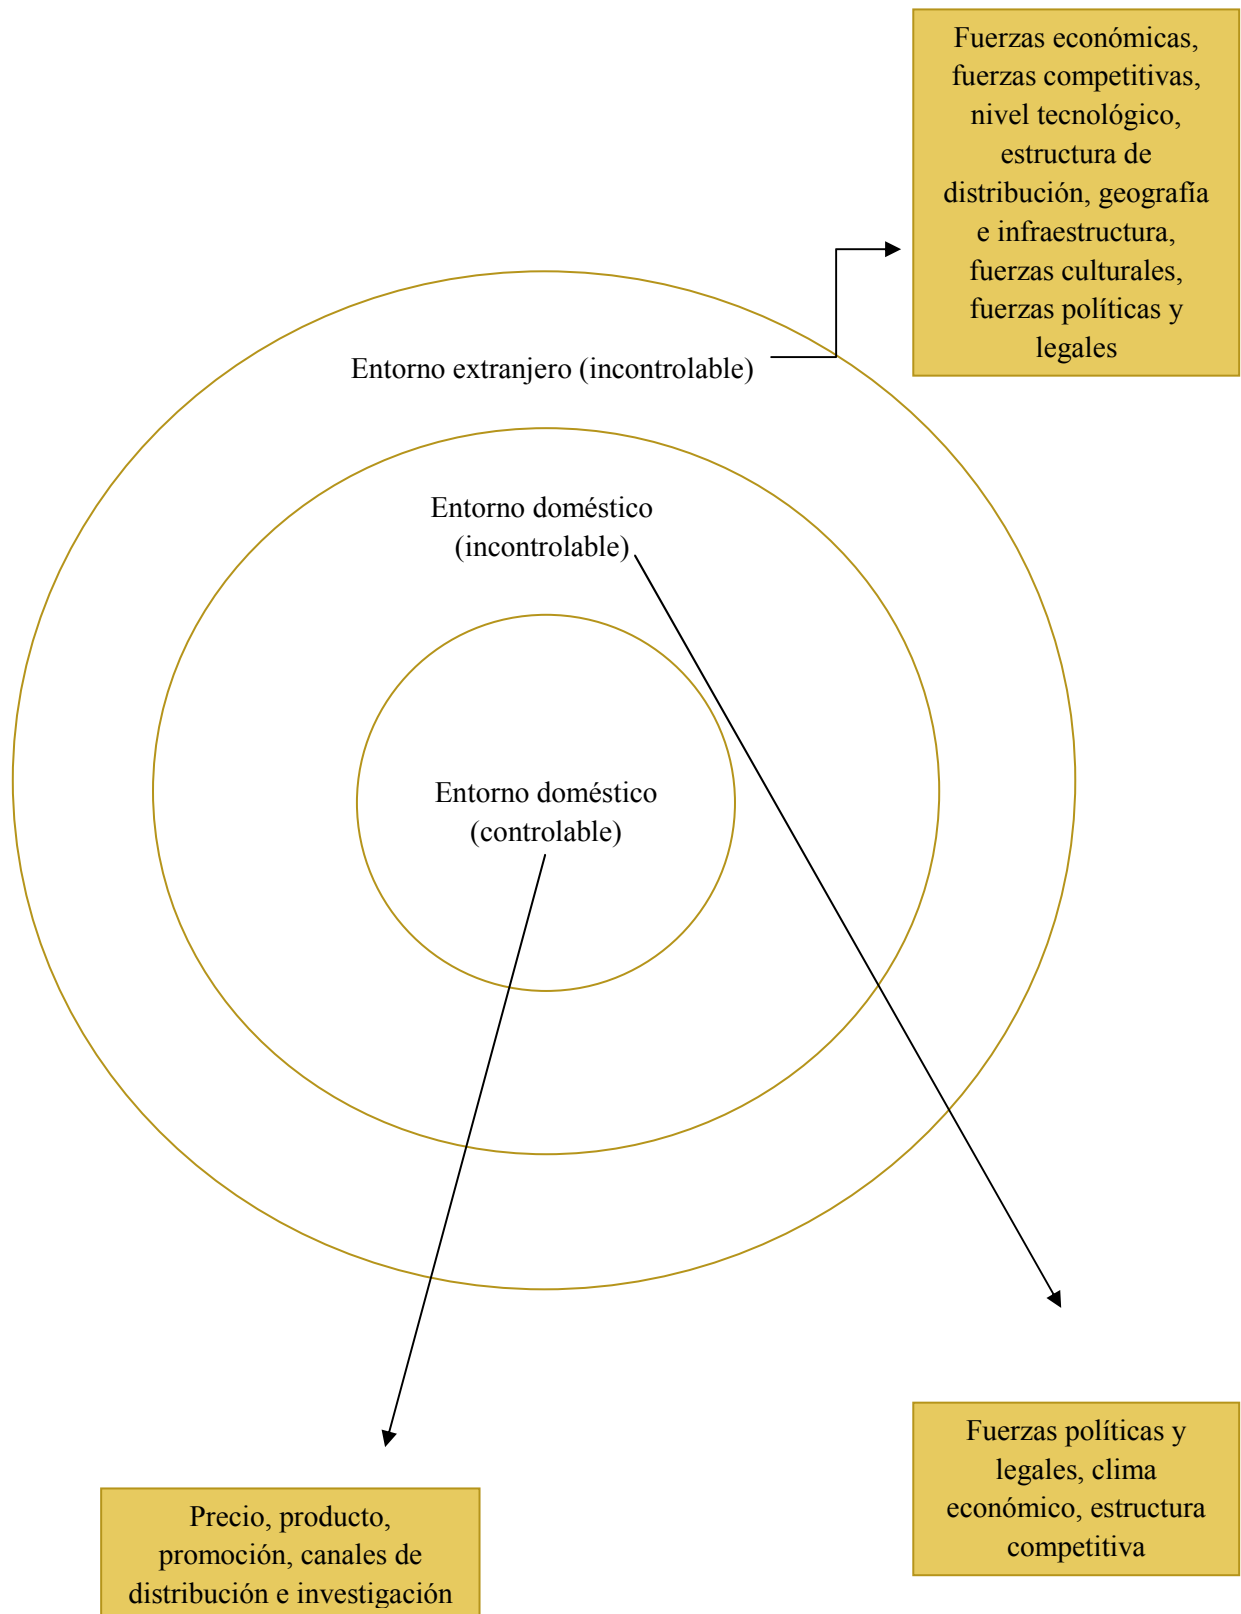 Fuerzas económicas,
fuerzas competitivas,
nivel tecnológico,
estructura de
distribución, geografía
e infraestructura,
fuerzas culturales,
fuerzas políticas y
legales
Entorno extranjero (incontrolable)
Entorno doméstico
(incontrolable)
Entorno doméstico
(controlable)
Fuerzas políticas y
legales, clima
económico, estructura
competitiva
Precio, producto,
promoción, canales de
distribución e investigación